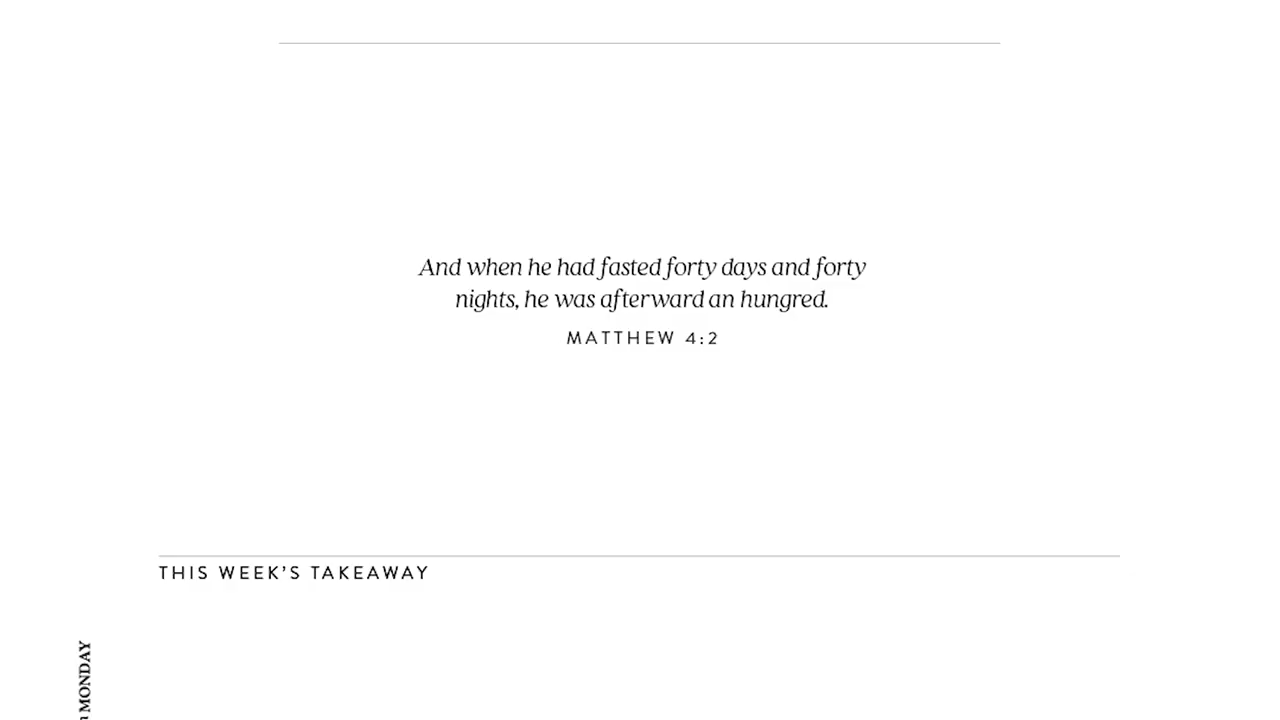 And when he had fasted forty days and forty
nights, he was afterward an hungred.
MATTHEW 4:2
THIS WEEK'S TAKEAWAY
MONDAY